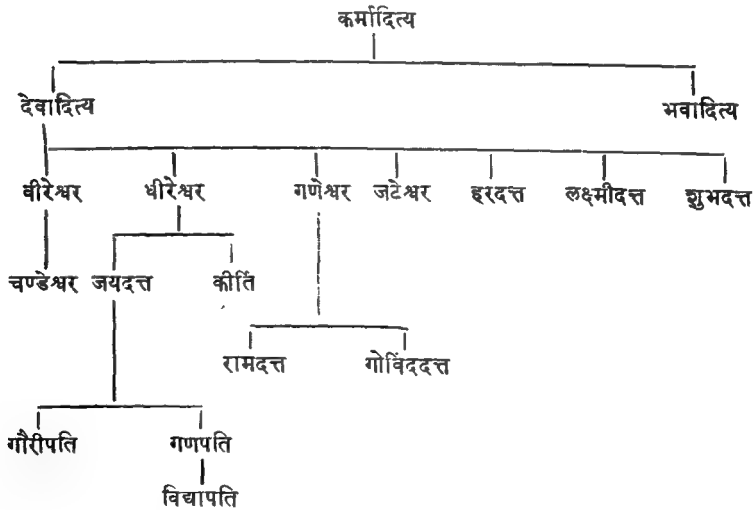 कर्मादित्य
देवादित्य भवादित्य
वीरेश्वर धीरेश्वर गणेश्वर जटेश्वर हरदत्त लक्ष्मीदत्त शुभदत्त
चण्डेश्वर जयदत्त कीर्ति
रामदत्त गोविंददत्त
गौरीपति गणपति
विद्यापति